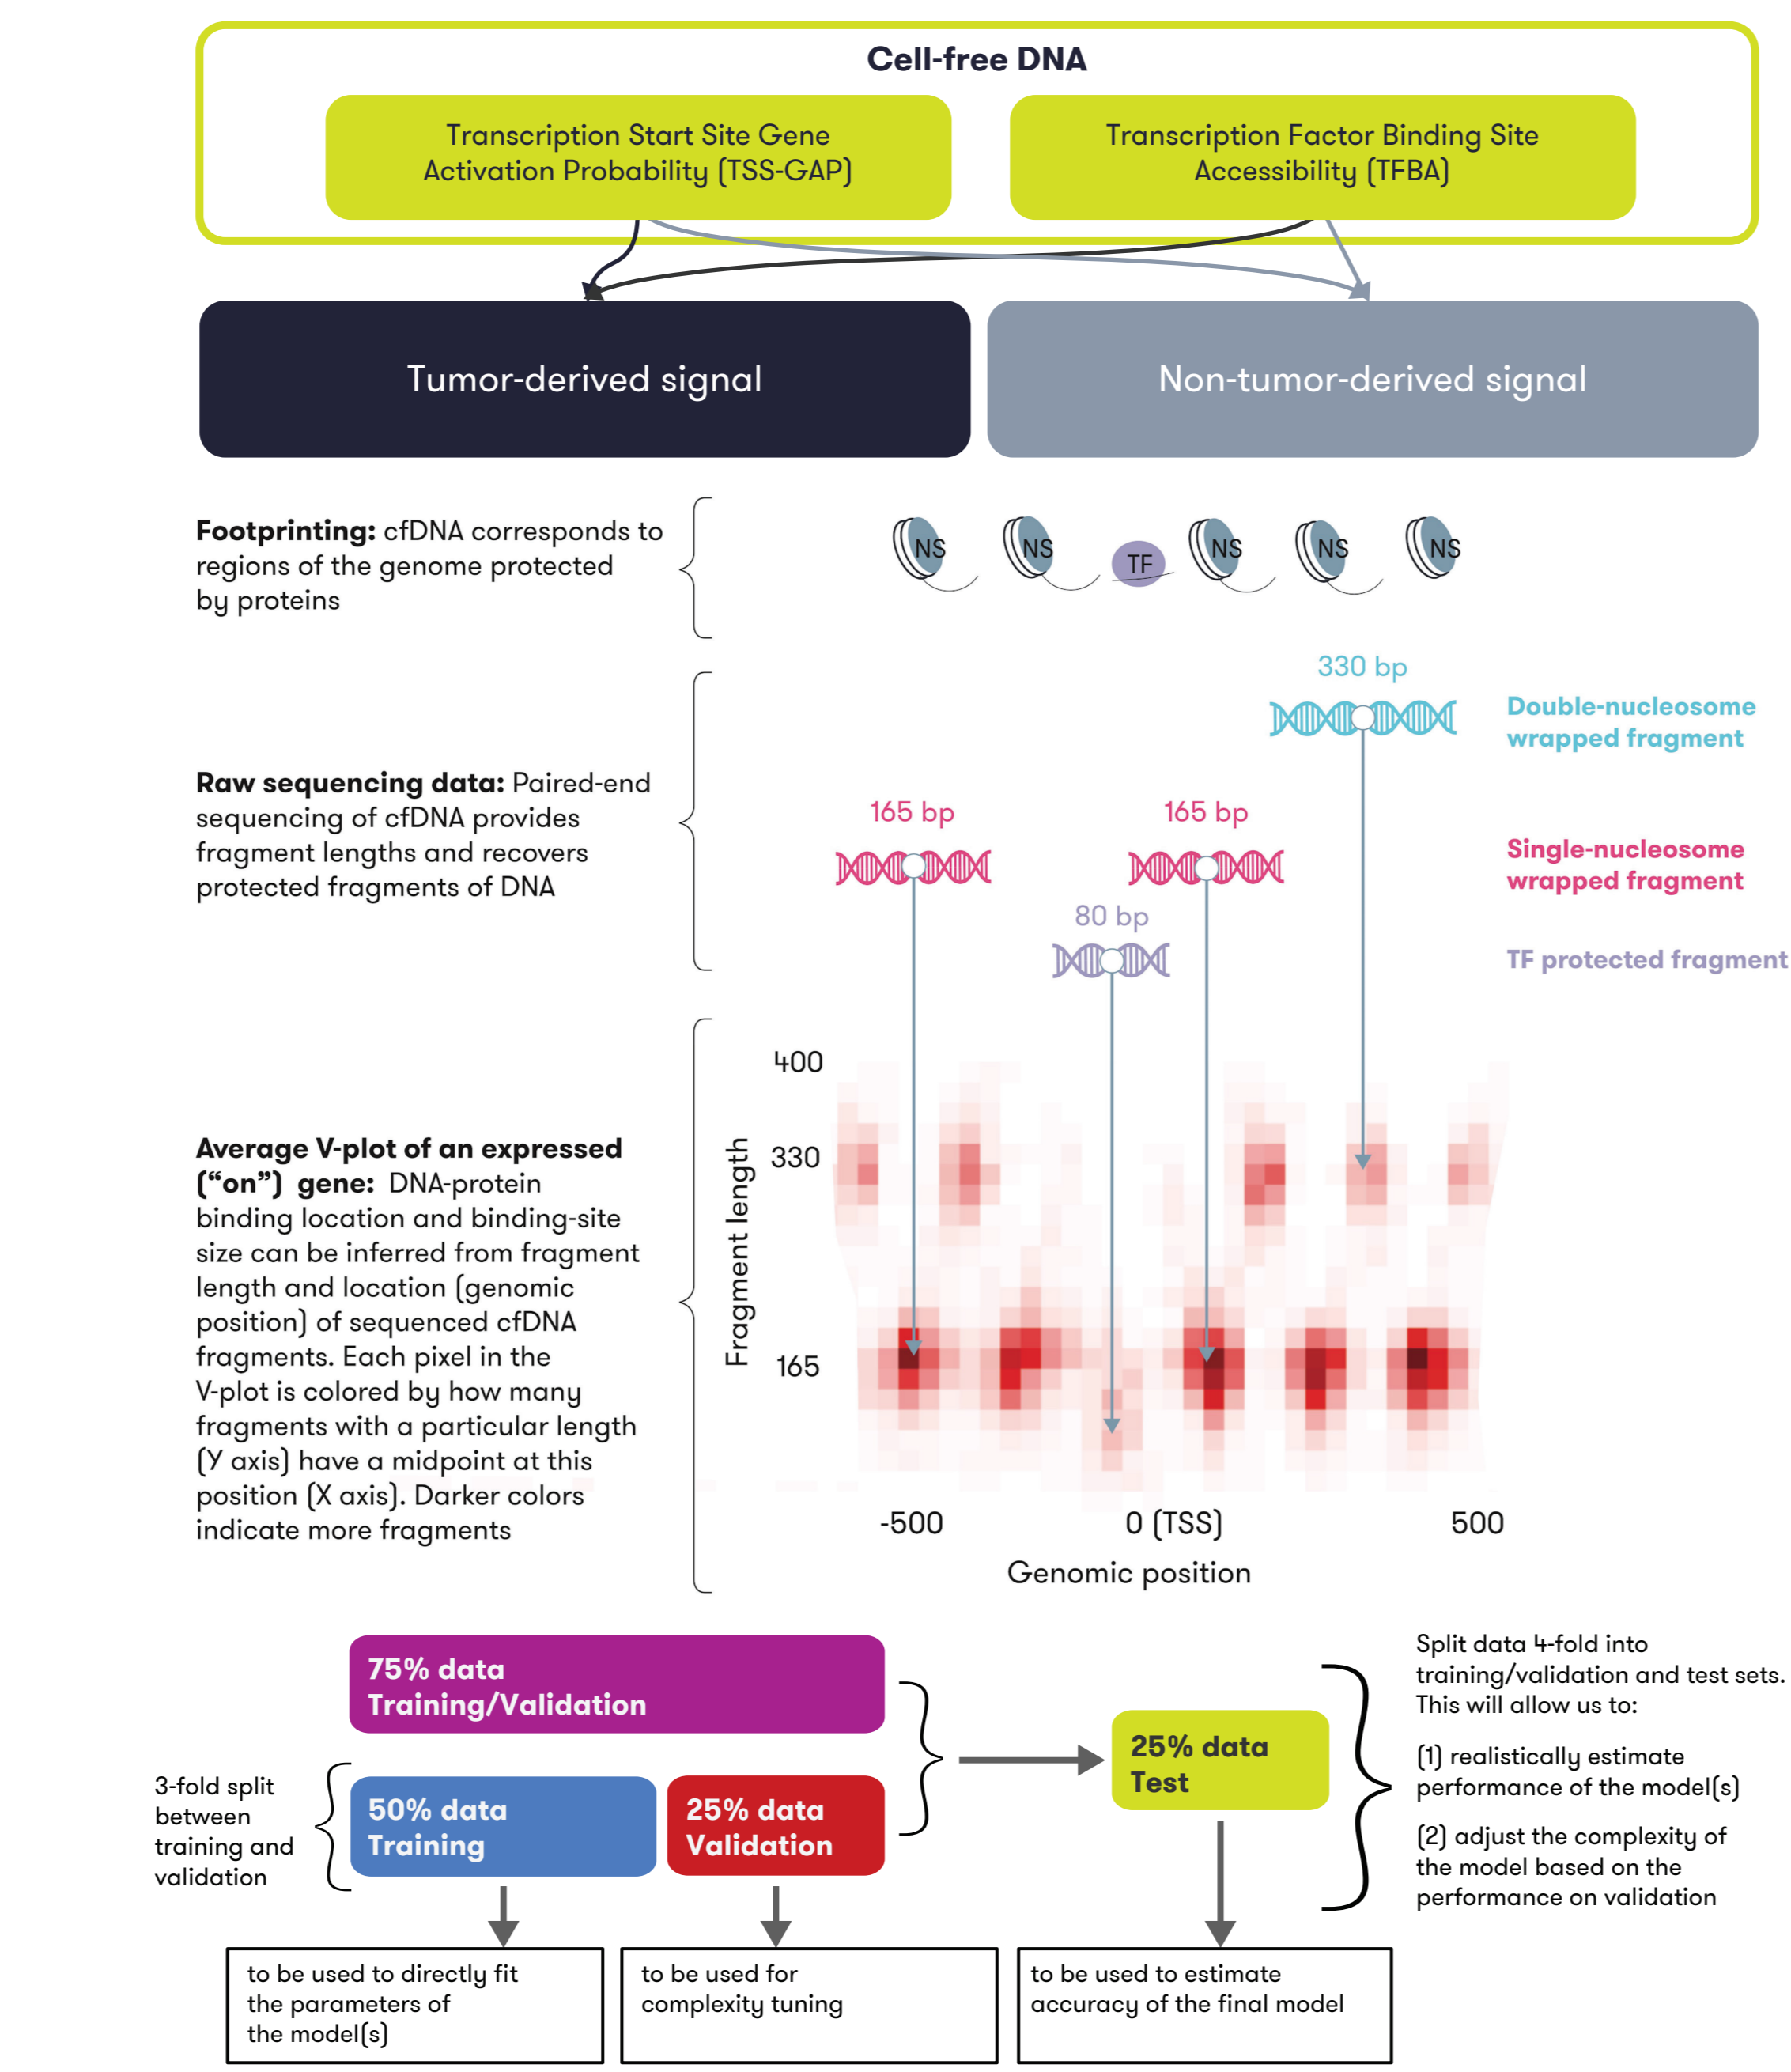 Cell-free DNA
Transcription Start Site Gene
Activation Probability (TSS-GAP)
Transcription Factor Binding Site
Accessibility (TFBA)
Tumor-derived signal
Non-tumor-derived signal
Footprinting: cfDNA corresponds to
regions of the genome protected
by proteins
NS
NS
TF
NS
NS
NS
Raw sequencing data: Paired-end
sequencing of cfDNA provides
fragment lengths and recovers
protected fragments of DNA
330 bp
Double-nucleosome
wrapped fragment
165 bp
165 bp
Single-nucleosome
wrapped fragment
80 bp
TF protected fragment
Average V-plot of an expressed
(“on”) gene: DNA-protein
binding location and binding-site
size can be inferred from fragment
length and location (genomic
position) of sequenced cfDNA
fragments. Each pixel in the
V-plot is colored by how many
fragments with a particular length
(Y axis) have a midpoint at this
position (X axis). Darker colors
indicate more fragments
Fragment length
400
330
165
-500
0 (TSS)
500
Genomic position
75% data
Training/Validation
3-fold split
between
training and
validation
50% data
Training
25% data
Validation
25% data
Test
Split data 4-fold into
training/validation and test sets.
This will allow us to:
(1) realistically estimate
performance of the model(s)
(2) adjust the complexity of
the model based on the
performance on validation
to be used to directly fit
the parameters of
the model(s)
to be used for
complexity tuning
to be used to estimate
accuracy of the final model